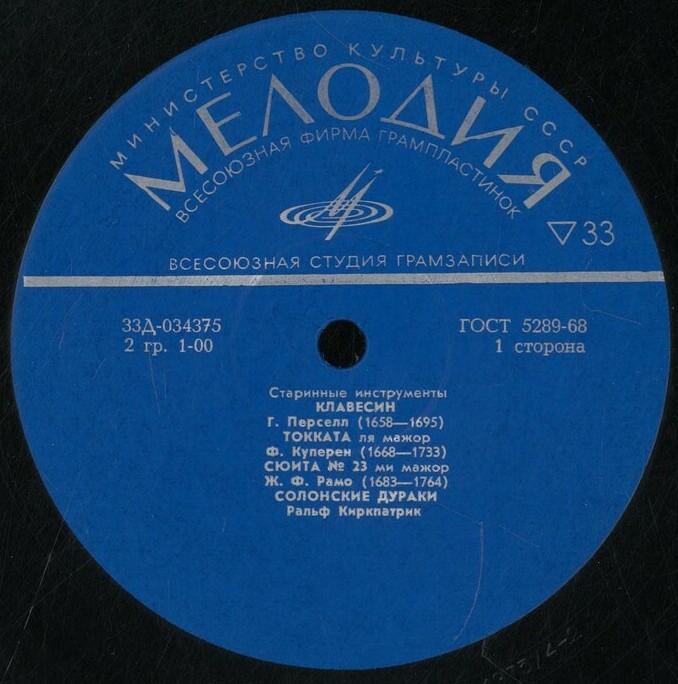 МИНИСТЕРСТВО КУЛЬТУРЫ СССР
МЕЛОДИЯ
ВСЕСОЮЗНАЯ ФИРМА ГРАМПЛАСТИНОК
33
ВСЕСОЮЗНАЯ СТУДИЯ ГРАМЗАПИСИ
33Д-034375
2 гр. 1-00
ГОСТ 5289-68
1 сторона
Старинные инструменты
КЛАВЕСИН
Г. Перселл (1658—1695)
ТОККАТА ля мажор
Ф. Куперен (1668—1733)
СЮИТА № 23 ми мажор
Ж. Ф. Рамо (1683—1764)
СОЛОНСКИЕ ДУРАКИ
Ральф Киркпатрик